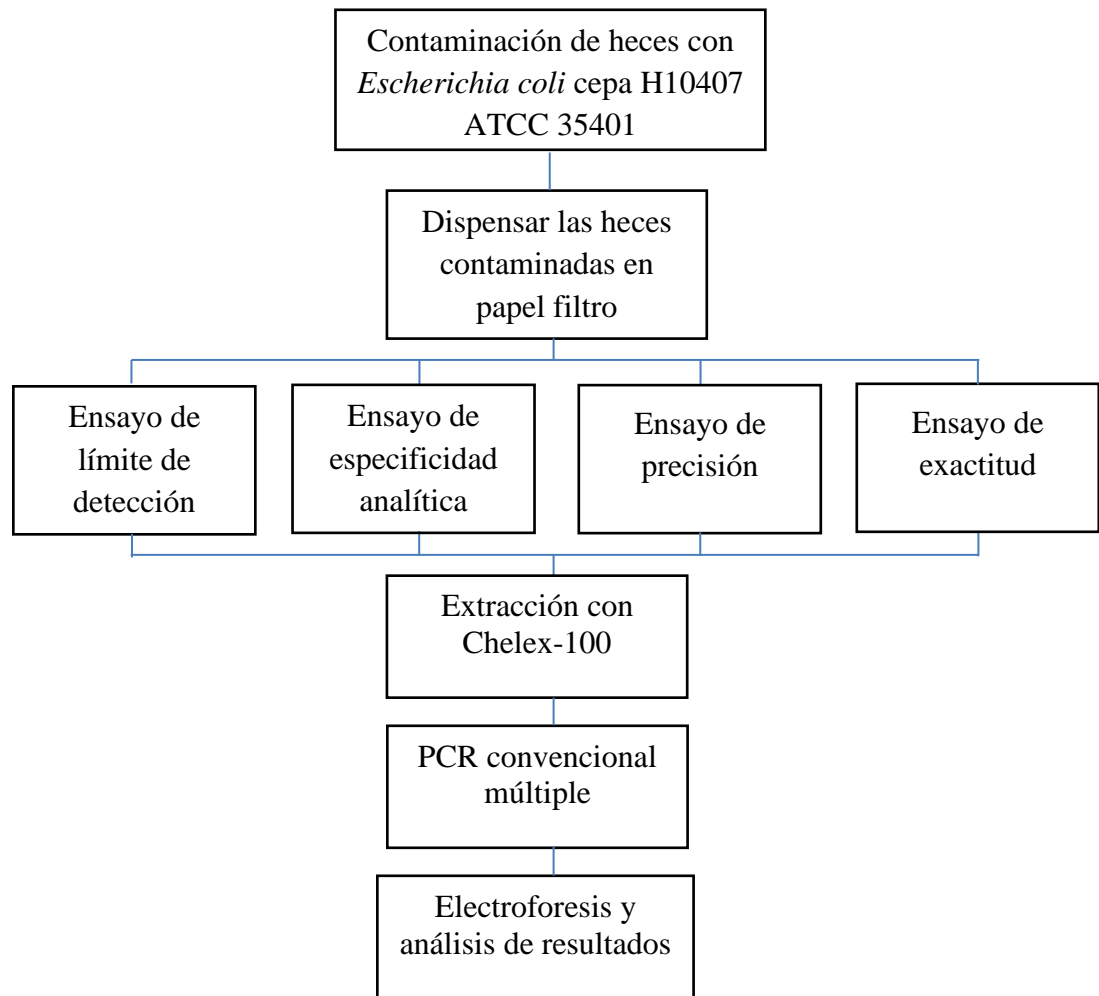 Contaminación de heces con
Escherichia coli cepa H10407
ATCC 35401
Dispensar las heces
contaminadas en
papel filtro
Ensayo de
límite de
detección
Ensayo de
especificidad
analítica
Ensayo de
precisión
Ensayo de
exactitud
Extracción con
Chelex-100
PCR convencional
múltiple
Electroforesis y
análisis de resultados